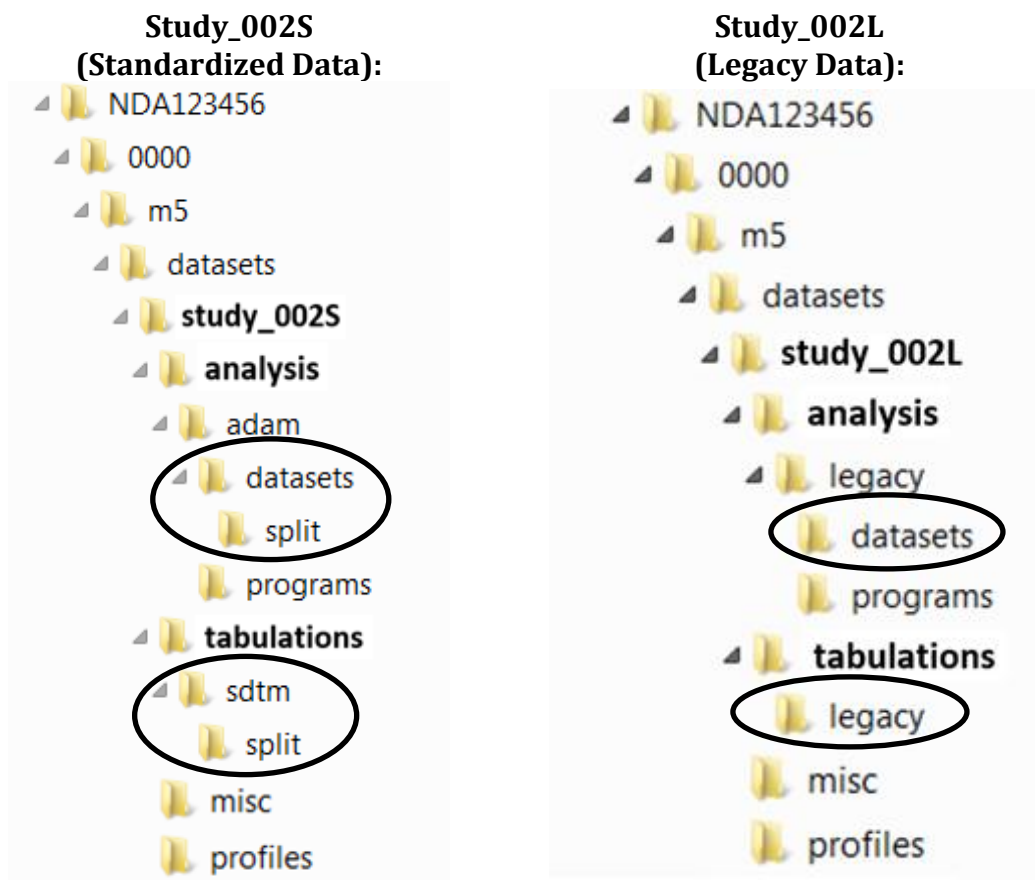 Study_002S
(Standardized Data):
NDA123456
0000
m5
datasets
study_002S
analysis
adam
datasets
split
programs
tabulations
sdtm
split
misc
profiles
Study_002L
(Legacy Data):
NDA123456
0000
m5
datasets
study_002L
analysis
legacy
datasets
programs
tabulations
legacy
misc
profiles